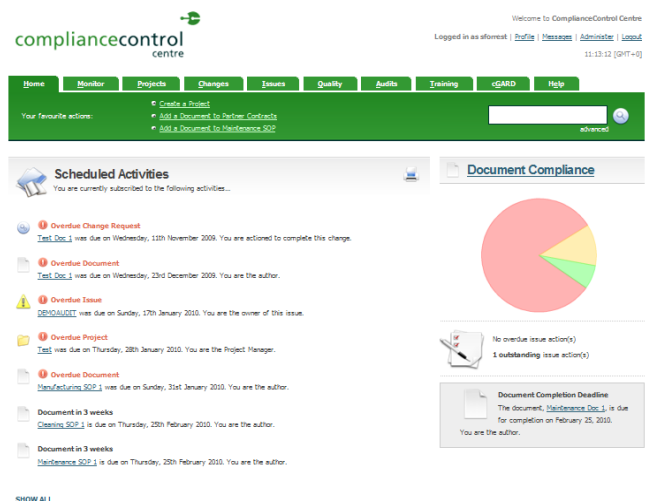 Welcome to ComplianceControl Centre
compliancecontrol
centre
Logged in as sforrest | Profile | Messages | Administer | Logout
11:13:12 [GMT+0]
Home Monitor Projects Changes Issues Quality Audits Training cGARD Help
Your favourite actions:
Create a Project
Add a Document to Partner Contracts
Add a Document to Maintenance SOP
advanced
Scheduled Activities
You are currently subscribed to the following activities...
Overdue Change Request
Test Doc 1 was due on Wednesday, 11th November 2009. You are actioned to complete this change.
Overdue Document
Test Doc 1 was due on Wednesday, 23rd December 2009. You are the author.
Overdue Issue
DEMOAUDIT was due on Sunday, 17th January 2010. You are the owner of this issue.
Overdue Project
Test was due on Thursday, 28th January 2010. You are the Project Manager.
Overdue Document
Manufacturing SOP 1 was due on Sunday, 31st January 2010. You are the author.
Document in 3 weeks
Cleaning SOP 1 is due on Thursday, 25th February 2010. You are the author.
Document in 3 weeks
Maintenance SOP 1 is due on Thursday, 25th February 2010. You are the author.
SHOW ALL
Document Compliance
No overdue issue action(s)
1 outstanding issue action(s)
Document Completion Deadline
The document, Maintenance Doc 1, is due
for completion on February 25, 2010.
You are the author.